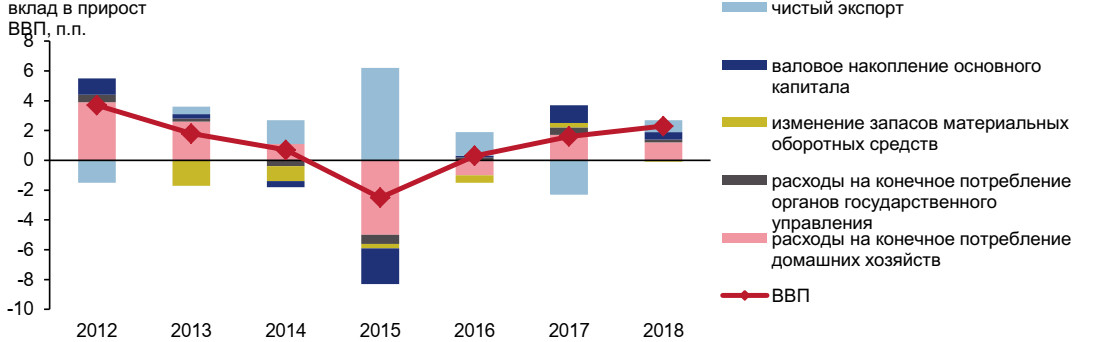 вклад в прирост
ВВП, п.п.
8
6
4
2
0
-2
-4
-6
-8
-10
2012 2013 2014 2015 2016 2017 2018
чистый экспорт
валовое накопление основного
капитала
изменение запасов материальных
оборотных средств
расходы на конечное потребление
органов государственного
управления
расходы на конечное потребление
домашних хозяйств
ВВП